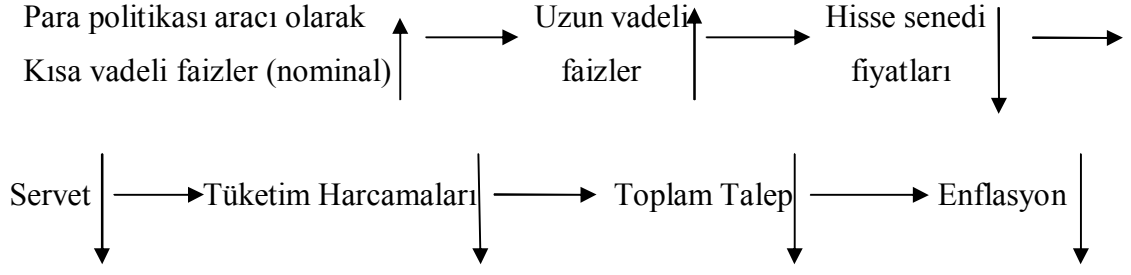 Para politikası aracı olarak Uzun vadeli Hisse senedi
Kısa vadeli faizler (nominal) faizler fiyatları
Servet Tüketim Harcamaları Toplam Talep Enflasyon